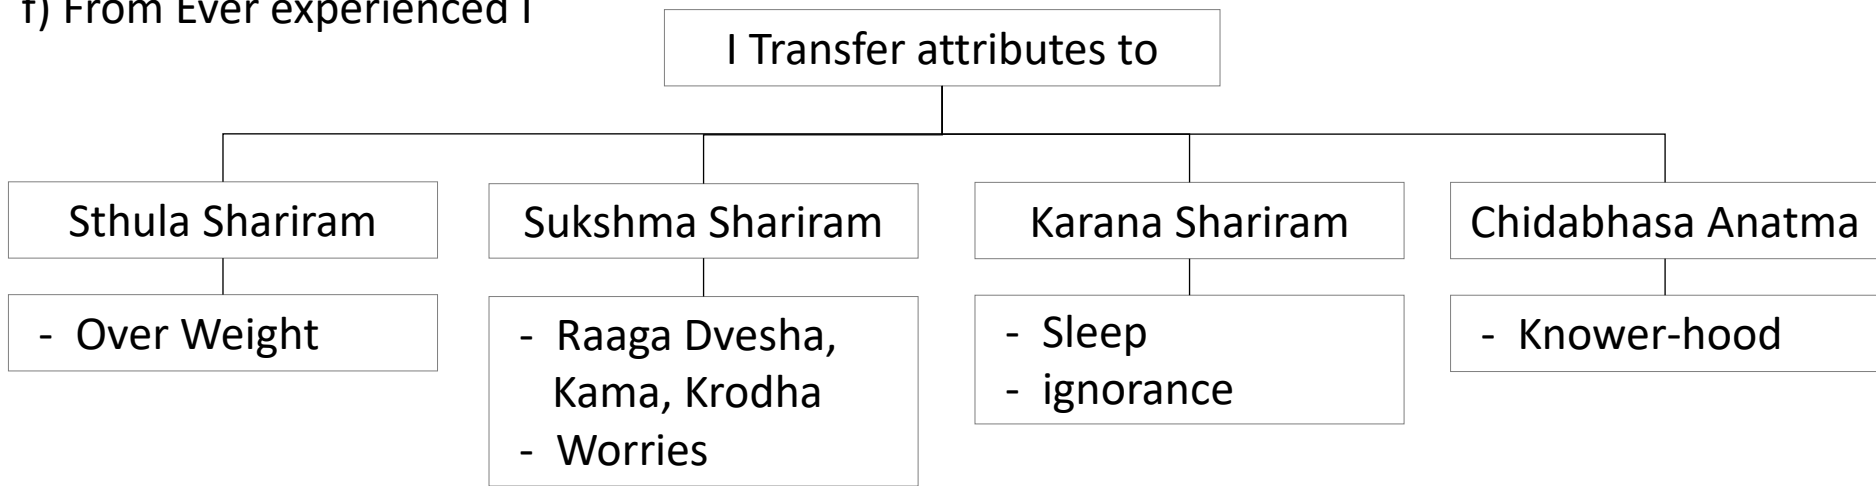 f) From Ever experienced I
I Transfer attributes to
Sthula Shariram
Sukshma Shariram
Karana Shariram
Chidabhasa Anatma
- Over Weight
- Raaga Dvesha,
Kama, Krodha
- Worries
- Sleep
- ignorance
- Knower-hood